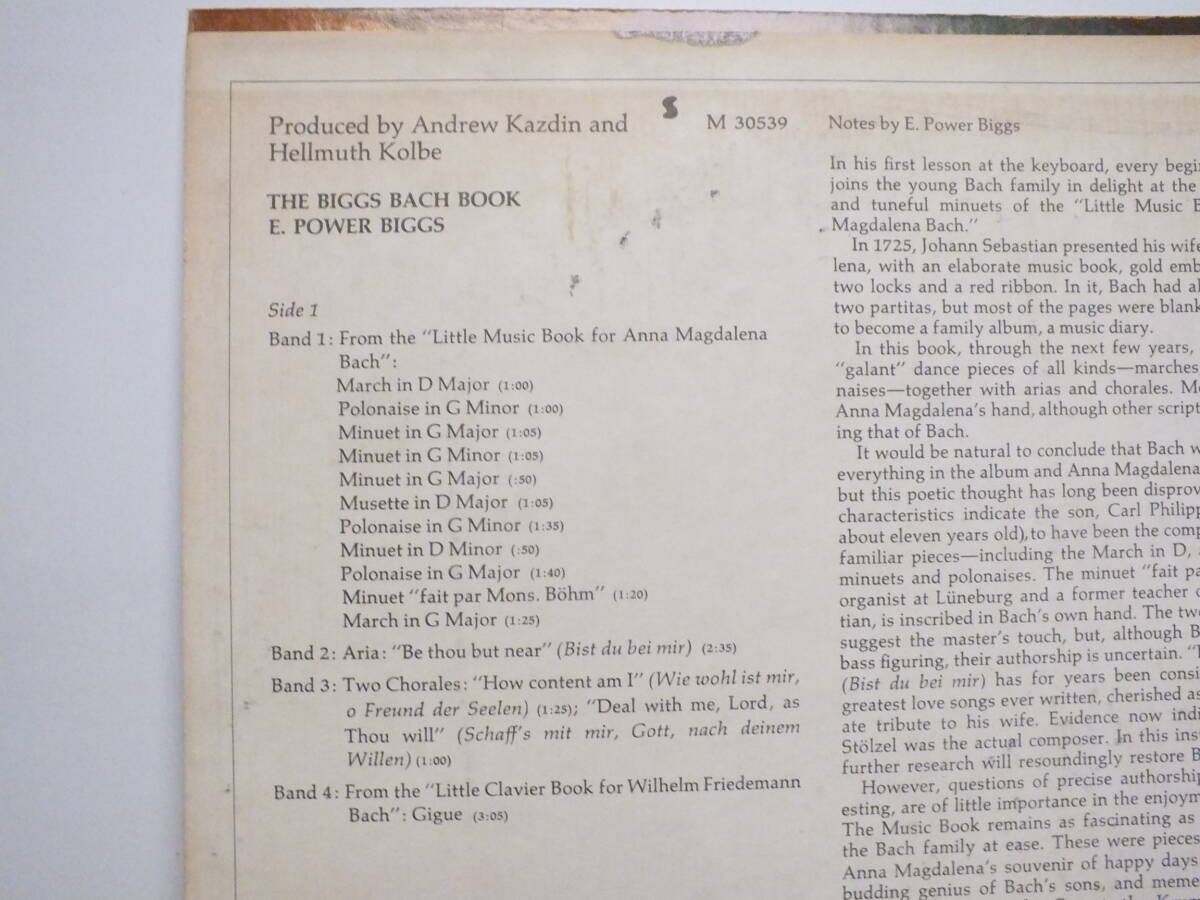 Produced by Andrew Kazdin and
Hellmuth Kolbe
S
M 30539
THE BIGGS BACH BOOK
E. POWER BIGGS
Side 1
Band 1: From the "Little Music Book for Anna Magdalena
Bach":
March in D Major (1:00)
Polonaise in G Minor (1:00)
Minuet in G Major (1:05)
Minuet in G Minor (1:05)
Minuet in G Major (:50)
Musette in D Major (1:05)
Polonaise in G Minor (1:35)
Minuet in D Minor (:50)
Polonaise in G Major (1:40)
Minuet "fait par Mons. Böhm" (1:20)
March in G Major (1:25)
Band 2: Aria: "Be thou but near" (Bist du bei mir) (2:35)
Band 3: Two Chorales: "How content am I" (Wie wohl ist mir,
o Freund der Seelen) (1:25); "Deal with me, Lord, as
Thou will" (Schaff's mit mir, Gott, nach deinem
Willen) (1:00)
Band 4: From the "Little Clavier Book for Wilhelm Friedemann
Bach": Gigue (3:05)
Notes by E. Power Biggs
In his first lesson at the keyboard, every
joins the young Bach family in delight at the
and tuneful minuets of the "Little Music
Magdalena Bach."
In 1725, Johann Sebastian presented his wife
lena, with an elaborate music book, gold
two locks and a red ribbon. In it, Bach had
two partitas, but most of the pages were blank
to become a family album, a music diary.
In this book, through the next few years,
"galant" dance pieces of all kinds—marches
naises—together with arias and chorales.
Anna Magdalena's hand, although other script
ing that of Bach.
It would be natural to conclude that Bach
everything in the album and Anna Magdalena
but this poetic thought has long been
characteristics indicate the son, Carl
about eleven years old), to have been the
familiar pieces—including the March in D,
minuets and polonaises. The minuet "fait
organist at Lüneburg and a former teacher
tian, is inscribed in Bach's own hand. The
suggest the master's touch, but, although
bass figuring, their authorship is uncertain.
(Bist du bei mir) has for years been
greatest love songs ever written, cherished as
ate tribute to his wife. Evidence now
Stölzel was the actual composer. In this
further research will resoundingly restore
However, questions of precise authorship
esting, are of little importance in the
The Music Book remains as fascinating as
the Bach family at ease. These were pieces
Anna Magdalena's souvenir of happy days
budding genius of Bach's sons, and